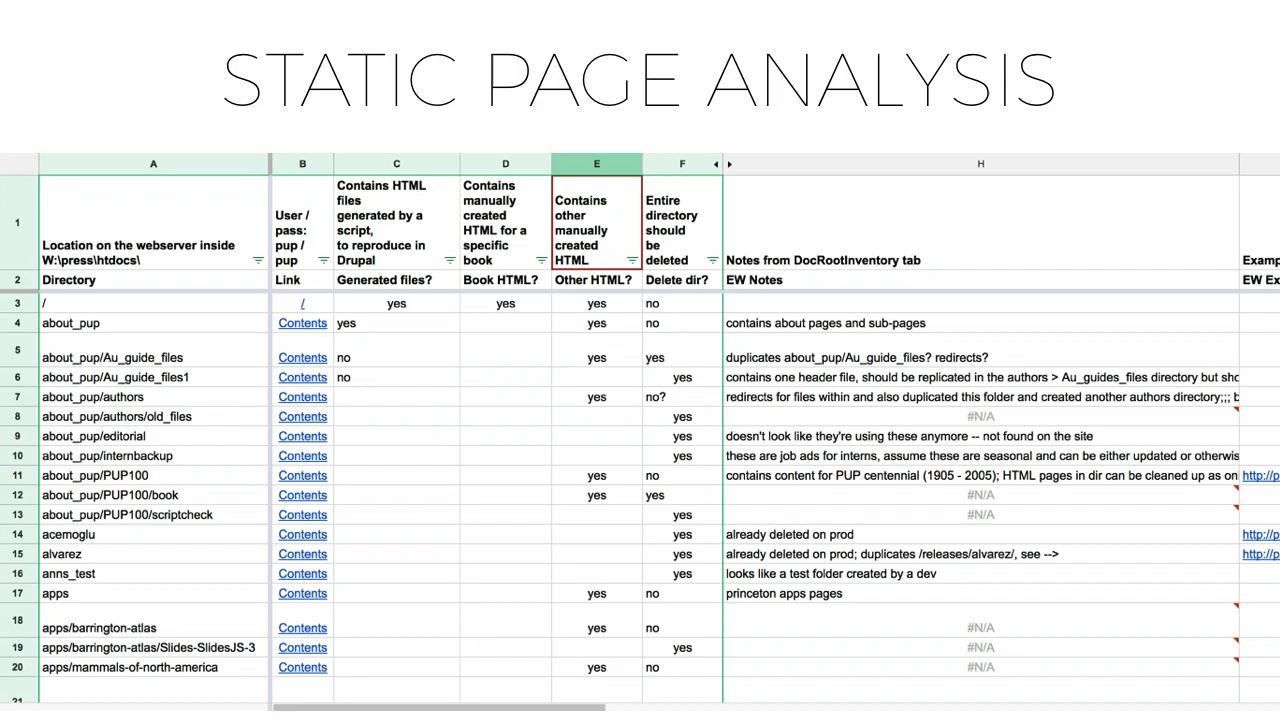 STATIC PAGE ANALYSIS
A B C D E F H
1
Location on the webserver inside
W:\press\htdocs\
User /
pass:
pup /
pup
Contains HTML
files
generated by a
script,
to reproduce in
Drupal
Contains
manually
created
HTML for a
specific
book
Contains
other
manually
created
HTML
Entire
directory
should
be
deleted
Notes from DocRootInventory tab
Examp
2 Directory Link Generated files? Book HTML? Other HTML? Delete dir? EW Notes EW Ex
3 / / yes yes yes no
4 about_pup Contents yes yes no contains about pages and sub-pages
5 about_pup/Au_guide_files Contents no yes yes duplicates about_pup/Au_guide_files? redirects?
6 about_pup/Au_guide_files1 Contents no yes contains one header file, should be replicated in the authors > Au_guides_files directory but sho
7 about_pup/authors Contents yes no? redirects for files within and also duplicated this folder and created another authors directory;;; b
8 about_pup/authors/old_files Contents yes #N/A
9 about_pup/editorial Contents yes doesn't look like they're using these anymore -- not found on the site
10 about_pup/internbackup Contents yes these are job ads for interns, assume these are seasonal and can be either updated or otherwis
11 about_pup/PUP100 Contents yes no contains content for PUP centennial (1905 - 2005); HTML pages in dir can be cleaned up as on http://p
12 about_pup/PUP100/book Contents yes yes #N/A
13 about_pup/PUP100/scriptcheck Contents yes #N/A
14 acemoglu Contents yes already deleted on prod http://p
15 alvarez Contents yes already deleted on prod; duplicates /releases/alvarez/, see --> http://p
16 anns_test Contents yes looks like a test folder created by a dev
17 apps Contents yes no princeton apps pages
18 apps/barrington-atlas Contents yes no #N/A
19 apps/barrington-atlas/Slides-SlidesJS-3 Contents yes #N/A
20 apps/mammals-of-north-america Contents yes no #N/A
21